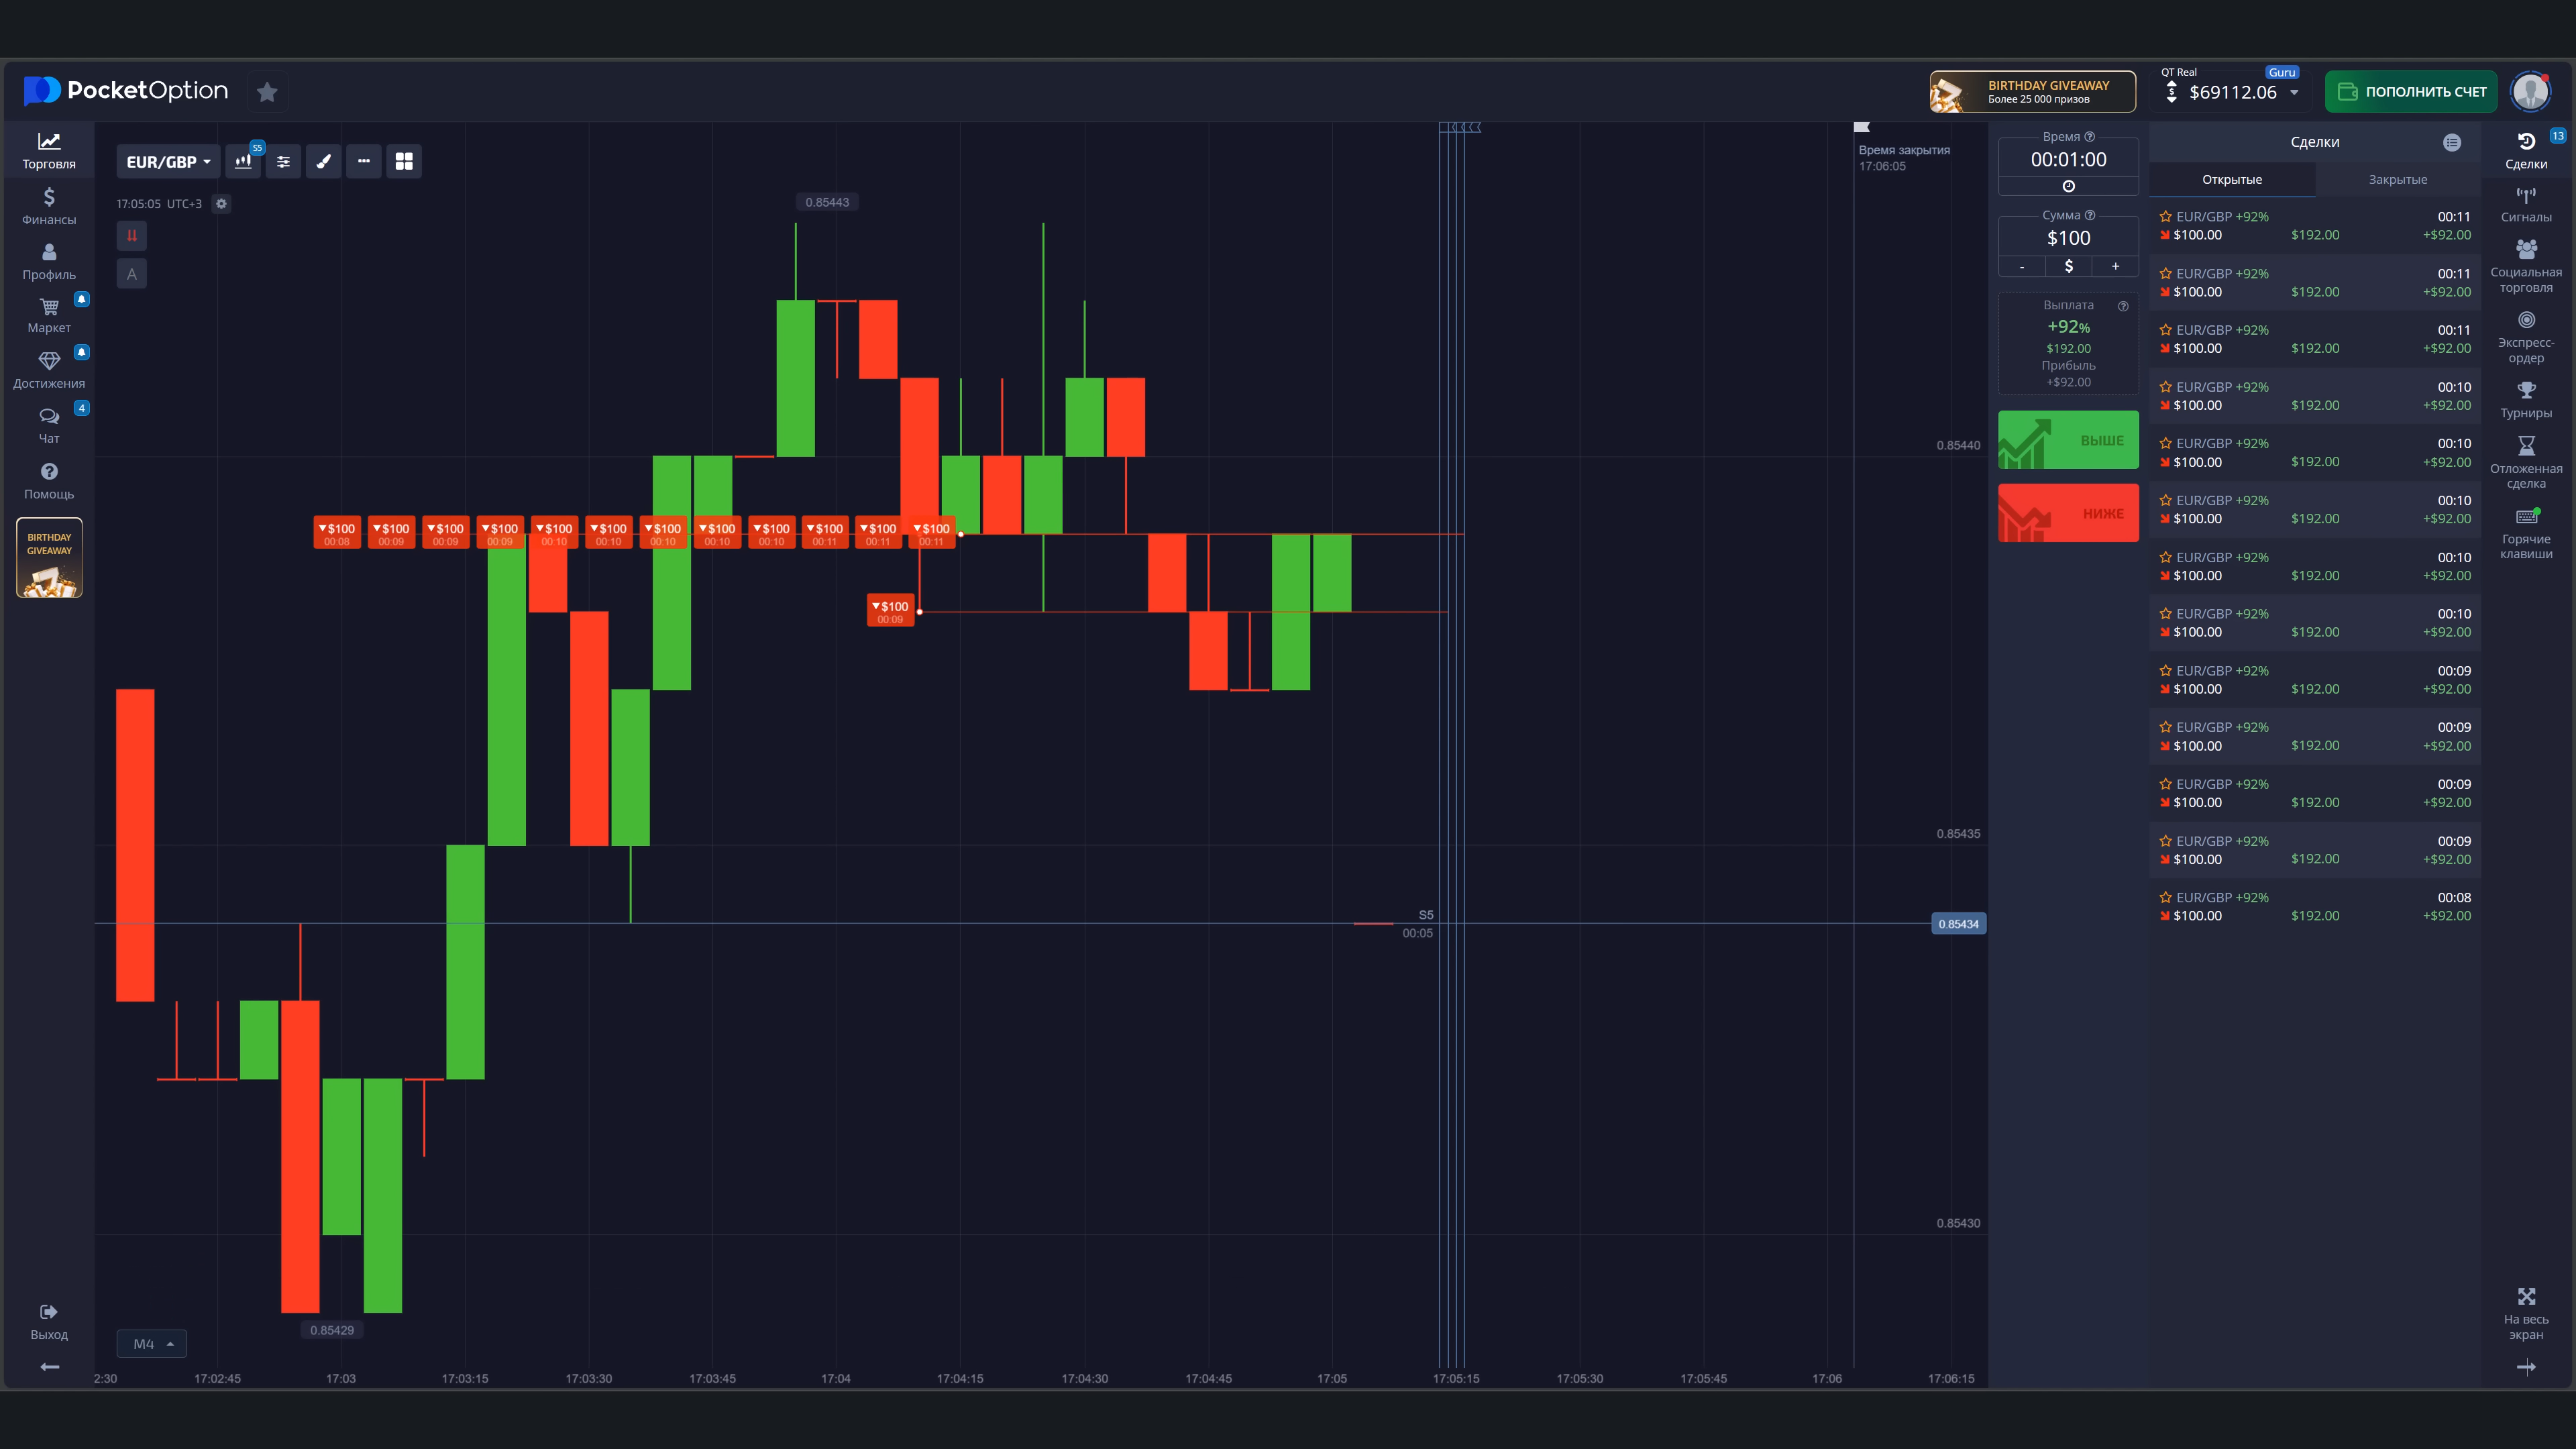 PocketOption
BIRTHDAY GIVEAWAY
Более 25 000 призов
QT Real
Guru
$69112.06
ПОПОЛНИТЬ СЧЕТ
Торговля
Финансы
Профиль
Маркет
Достижения
4
Чат
Помощь
BIRTHDAY
GIVEAWAY
Выход
EUR/GBP
S5
17:05:05 UTC+3
A
0.85443
Время закрытия
17:06:05
0.85440
▼$100
00:08
▼$100
00:09
▼$100
00:09
▼$100
00:09
▼$100
00:10
▼$100
00:10
▼$100
00:10
▼$100
00:10
▼$100
00:10
▼$100
00:11
▼$100
00:11
▼$100
00:11
▼$100
00:09
0.85435
S5
00:05
0.85434
0.85430
0.85429
M4
2:30
17:02:45
17:03
17:03:15
17:03:30
17:03:45
17:04
17:04:15
17:04:30
17:04:45
17:05
17:05:15
17:05:30
17:05:45
17:06
17:06:15
Время
00:01:00
Сумма
$100
- $ +
Выплата
+92%
$192.00
Прибыль
+$92.00
ВЫШЕ
НИЖЕ
Сделки
Открытые
Закрытые
EUR/GBP +92% 00:11
$100.00 $192.00 +$92.00
EUR/GBP +92% 00:11
$100.00 $192.00 +$92.00
EUR/GBP +92% 00:11
$100.00 $192.00 +$92.00
EUR/GBP +92% 00:10
$100.00 $192.00 +$92.00
EUR/GBP +92% 00:10
$100.00 $192.00 +$92.00
EUR/GBP +92% 00:10
$100.00 $192.00 +$92.00
EUR/GBP +92% 00:10
$100.00 $192.00 +$92.00
EUR/GBP +92% 00:10
$100.00 $192.00 +$92.00
EUR/GBP +92% 00:09
$100.00 $192.00 +$92.00
EUR/GBP +92% 00:09
$100.00 $192.00 +$92.00
EUR/GBP +92% 00:09
$100.00 $192.00 +$92.00
EUR/GBP +92% 00:09
$100.00 $192.00 +$92.00
EUR/GBP +92% 00:08
$100.00 $192.00 +$92.00
13
Сделки
Сигналы
Социальная
торговля
Экспресс-
ордер
Турниры
Отложенная
сделка
Горячие
клавиши
На весь
экран